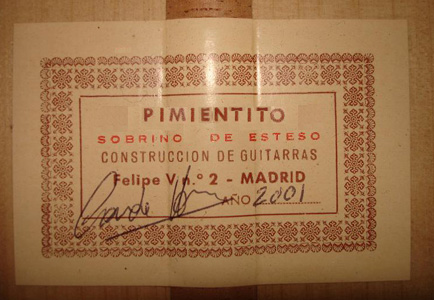 PIMIENTITO
SOBRINO DE ESTESO
CONSTRUCCION DE GUITARRAS
Felipe V n.º 2 - MADRID
AÑO 2001